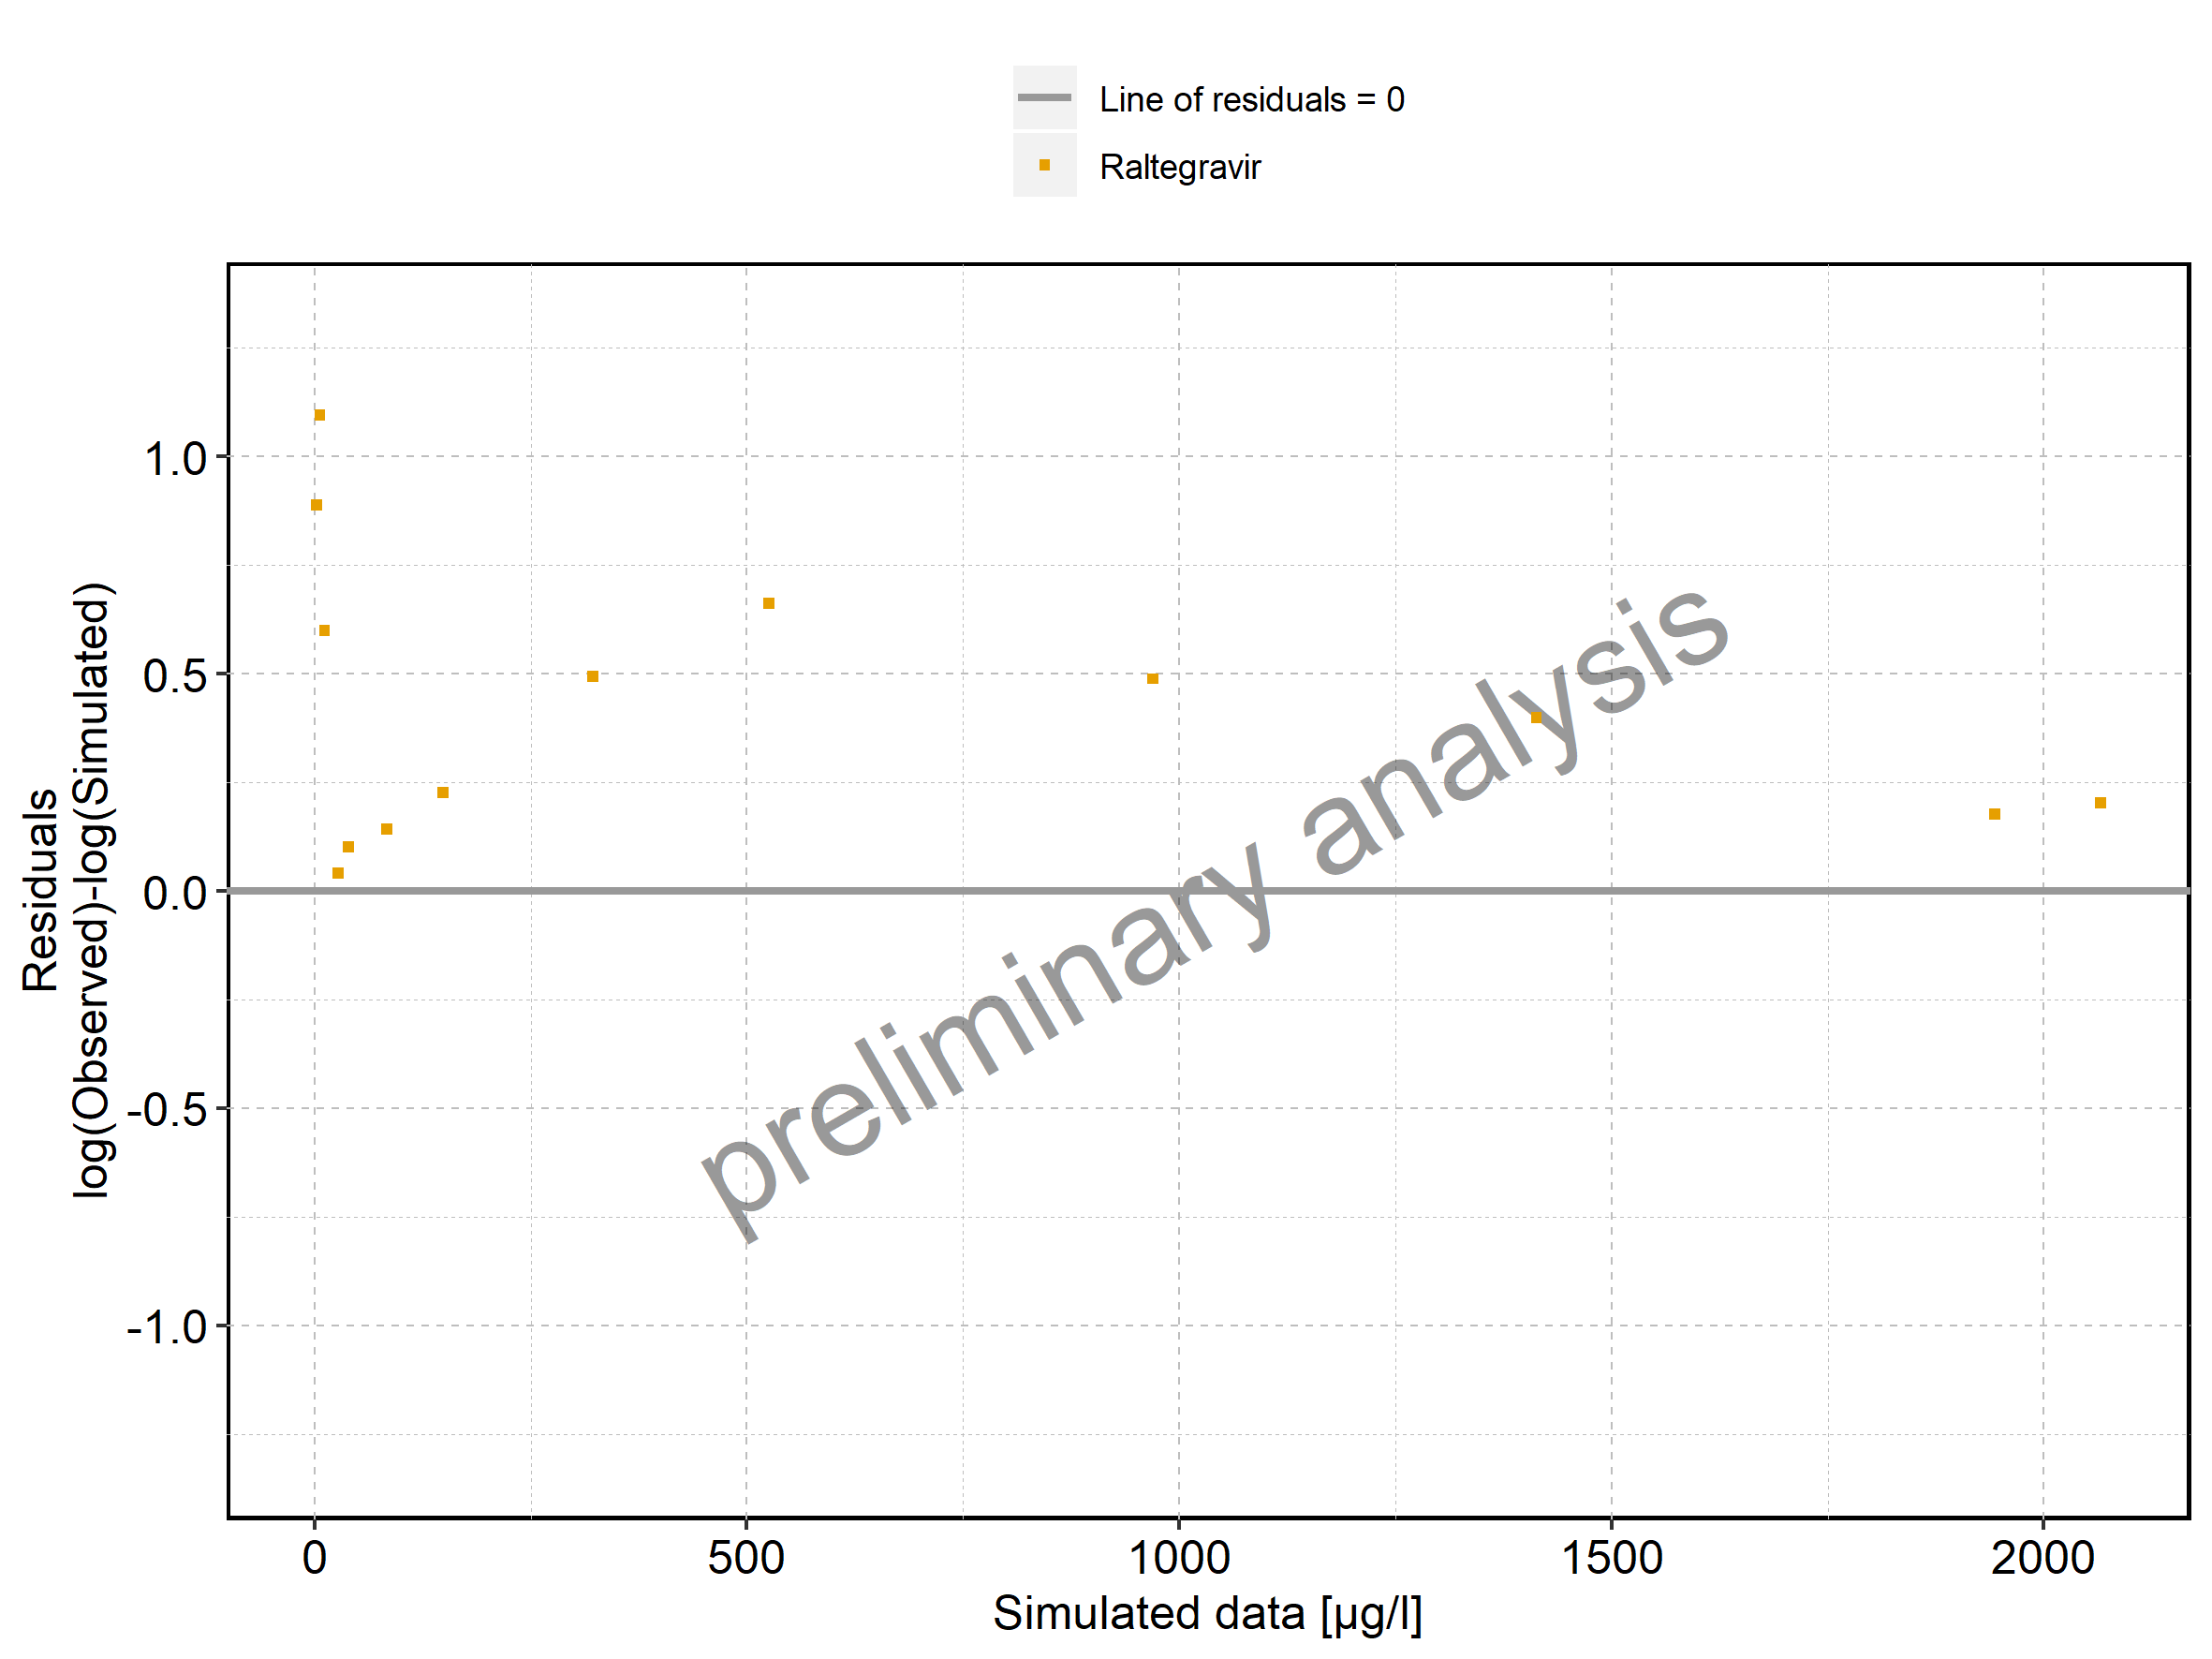 Line of residuals = 0
Raltegravir
Residuals
log(Observed)-log(Simulated)
1.0
0.5
0.0
-0.5
-1.0
preliminary analysis
0 500 1000 1500 2000
Simulated data [µg/l]